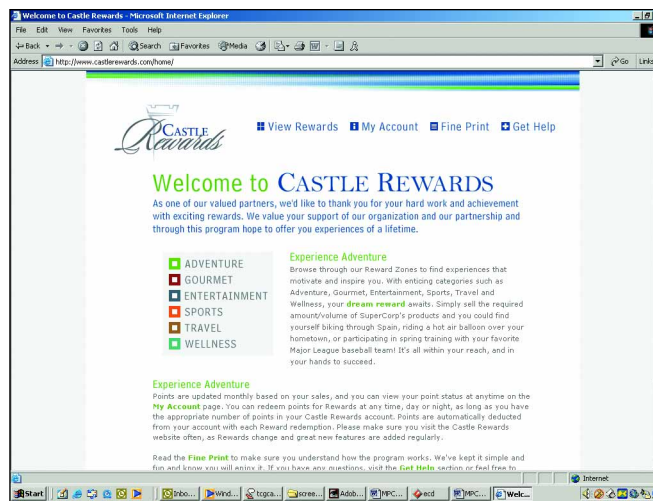 Welcome to Castle Rewards - Microsoft Internet Explorer
File Edit View Favorites Tools Help
Back Search Favorites Media
Address http://www.castlerewards.com/home/ Go Links
CASTLE
Rewards
View Rewards My Account Fine Print Get Help
Welcome to CASTLE REWARDS
As one of our valued partners, we'd like to thank you for your hard work and achievement
with exciting rewards. We value your support of our organization and our partnership and
through this program hope to offer you experiences of a lifetime.
ADVENTURE
GOURMET
ENTERTAINMENT
SPORTS
TRAVEL
WELLNESS
Experience Adventure
Browse through our Reward Zones to find experiences that
motivate and inspire you. With enticing categories such as
Adventure, Gourmet, Entertainment, Sports, Travel and
Wellness, your dream reward awaits. Simply sell the required
amount/volume of SuperCorp's products and you could find
yourself biking through Spain, riding a hot air balloon over your
hometown, or participating in spring training with your favorite
Major League baseball team! It's all within your reach, and in
your hands to succeed.
Experience Adventure
Points are updated monthly based on your sales, and you can view your point status at anytime on the
My Account page. You can redeem points for Rewards at any time, day or night, as long as you have
the appropriate number of points in your Castle Rewards account. Points are automatically deducted
from your account with each Reward redemption. Please make sure you visit the Castle Rewards
website often, as Rewards change and great new features are added regularly.
Read the Fine Print to make sure you understand how the program works. We've kept it simple and
fun and know you will enjoy it. If you have any questions, visit the Get Help section or feel free to
Internet
Start Inbo... Wind... tcgca... scree... Adob... MPC... ecd MPC... Welc...